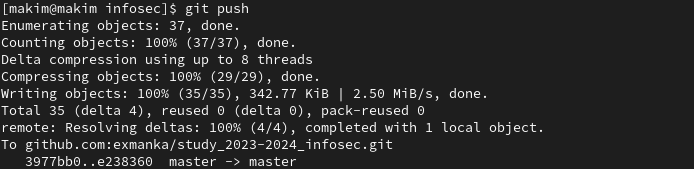 [makim@makim infosec]$ git push
Enumerating objects: 37, done.
Counting objects: 100% (37/37), done.
Delta compression using up to 8 threads
Compressing objects: 100% (29/29), done.
Writing objects: 100% (35/35), 342.77 KiB | 2.50 MiB/s, done.
Total 35 (delta 4), reused 0 (delta 0), pack-reused 0
remote: Resolving deltas: 100% (4/4), completed with 1 local object.
To github.com:exmanka/study_2023-2024_infosec.git
   3977bb0..e238360  master -> master